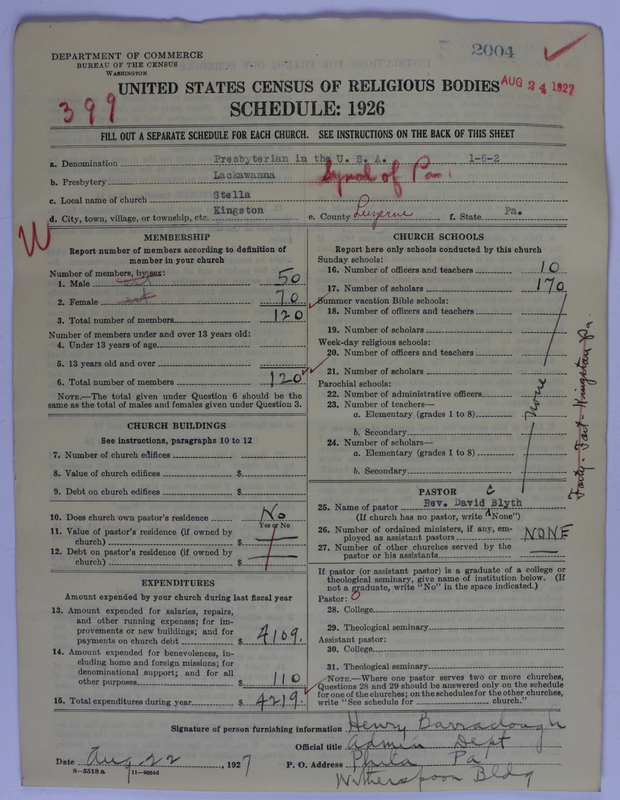 2004
DEPARTMENT OF COMMERCE
BUREAU OF THE CENSUS
WASHINGTON
UNITED STATES CENSUS OF RELIGIOUS BODIES
AUG 24 1927
399
SCHEDULE: 1926
FILL OUT A SEPARATE SCHEDULE FOR EACH CHURCH. SEE INSTRUCTIONS ON THE BACK OF THIS SHEET
a. Denomination Presbyterian in the U. S. A. 1-6-2
b. Presbytery Lackawanna Synod of Pa.
c. Local name of church Stella
d. City, town, village, or township, etc. Kingston e. County Luzerne f. State Pa.
W
MEMBERSHIP
Report number of members according to definition of
member in your church
Number of members, by sex:
1. Male 50
2. Female 70
3. Total number of members 120
Number of members under and over 13 years old:
4. Under 13 years of age
5. 13 years old and over
6. Total number of members 120
NOTE.—The total given under Question 6 should be the
same as the total of males and females given under Question 3.
CHURCH BUILDINGS
See instructions, paragraphs 10 to 12
7. Number of church edifices
8. Value of church edifices $
9. Debt on church edifices $
10. Does church own pastor's residence No
Yes or No
11. Value of pastor's residence (if owned by
church) $
12. Debt on pastor's residence (if owned by
church) $
EXPENDITURES
Amount expended by your church during last fiscal year
13. Amount expended for salaries, repairs,
and other running expenses; for im-
provements or new buildings; and for
payments on church debt $ 4109.
14. Amount expended for benevolences, in-
cluding home and foreign missions; for
denominational support; and for all
other purposes $ 110
15. Total expenditures during year $ 4219.
CHURCH SCHOOLS
Report here only schools conducted by this church
Sunday schools:
16. Number of officers and teachers 10
17. Number of scholars 170
Summer vacation Bible schools:
18. Number of officers and teachers
19. Number of scholars
Week-day religious schools:
20. Number of officers and teachers
21. Number of scholars
Parochial schools:
22. Number of administrative officers
23. Number of teachers—
a. Elementary (grades 1 to 8)
b. Secondary
24. Number of scholars—
a. Elementary (grades 1 to 8)
b. Secondary
None
Forty-Fort-Kingston Pa.
PASTOR
c
25. Name of pastor Rev. David Blyth
(If church has no pastor, write "None")
26. Number of ordained ministers, if any, em-
ployed as assistant pastors NONE
27. Number of other churches served by the
pastor or his assistants
If pastor (or assistant pastor) is a graduate of a college or
theological seminary, give name of institution below. (If
not a graduate, write "No" in the space indicated.)
Pastor: 0
28. College
29. Theological seminary
Assistant pastor:
30. College
31. Theological seminary
NOTE.—Where one pastor serves two or more churches,
Questions 28 and 29 should be answered only on the schedule
for one of the churches; on the schedules for the other churches,
write "See schedule for church."
Signature of person furnishing information Henry Barraclough
Official title Admin Dept
Date Aug 22, 1927 P. O. Address Phila Pa
Witherspoon Bldg
8—5318 a